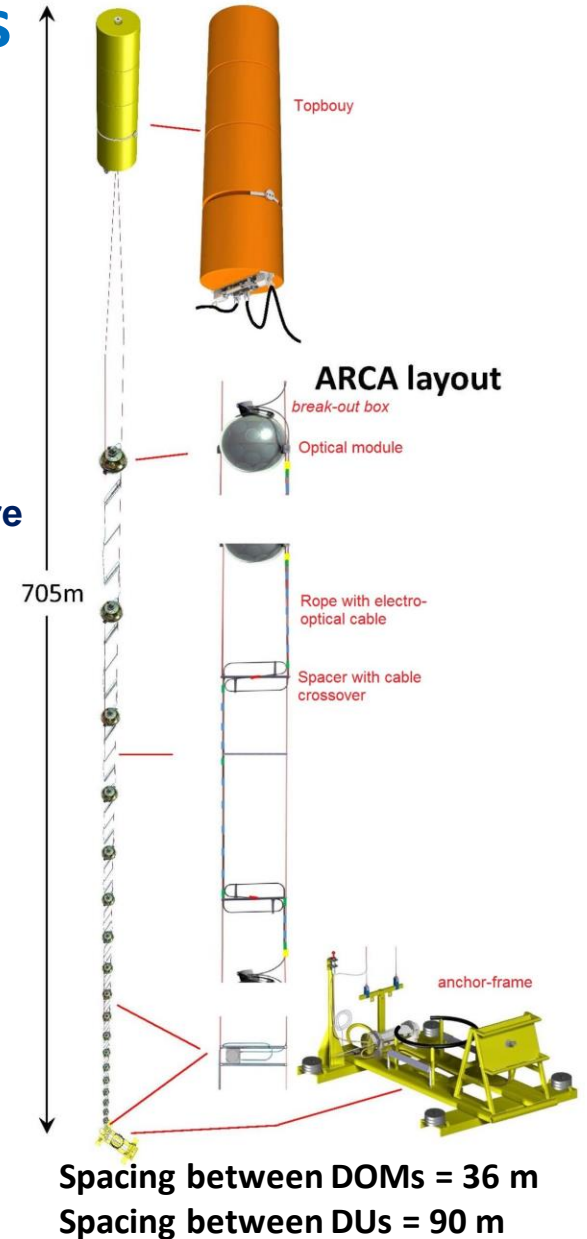 S
Topbouy
ARCA layout
break-out box
Optical module
re
705m
Rope with electro-
optical cable
Spacer with cable
crossover
anchor-frame
Spacing between DOMs = 36 m
Spacing between DUs = 90 m